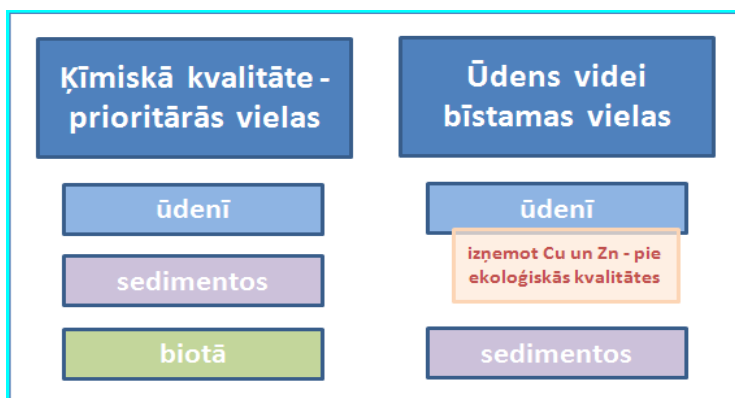 Ķīmiskā kvalitāte -
prioritārās vielas
ūdenī
sedimentos
biotā
Ūdens videi
bīstamas vielas
ūdenī
izņemot Cu un Zn - pie
ekoloģiskās kvalitātes
sedimentos